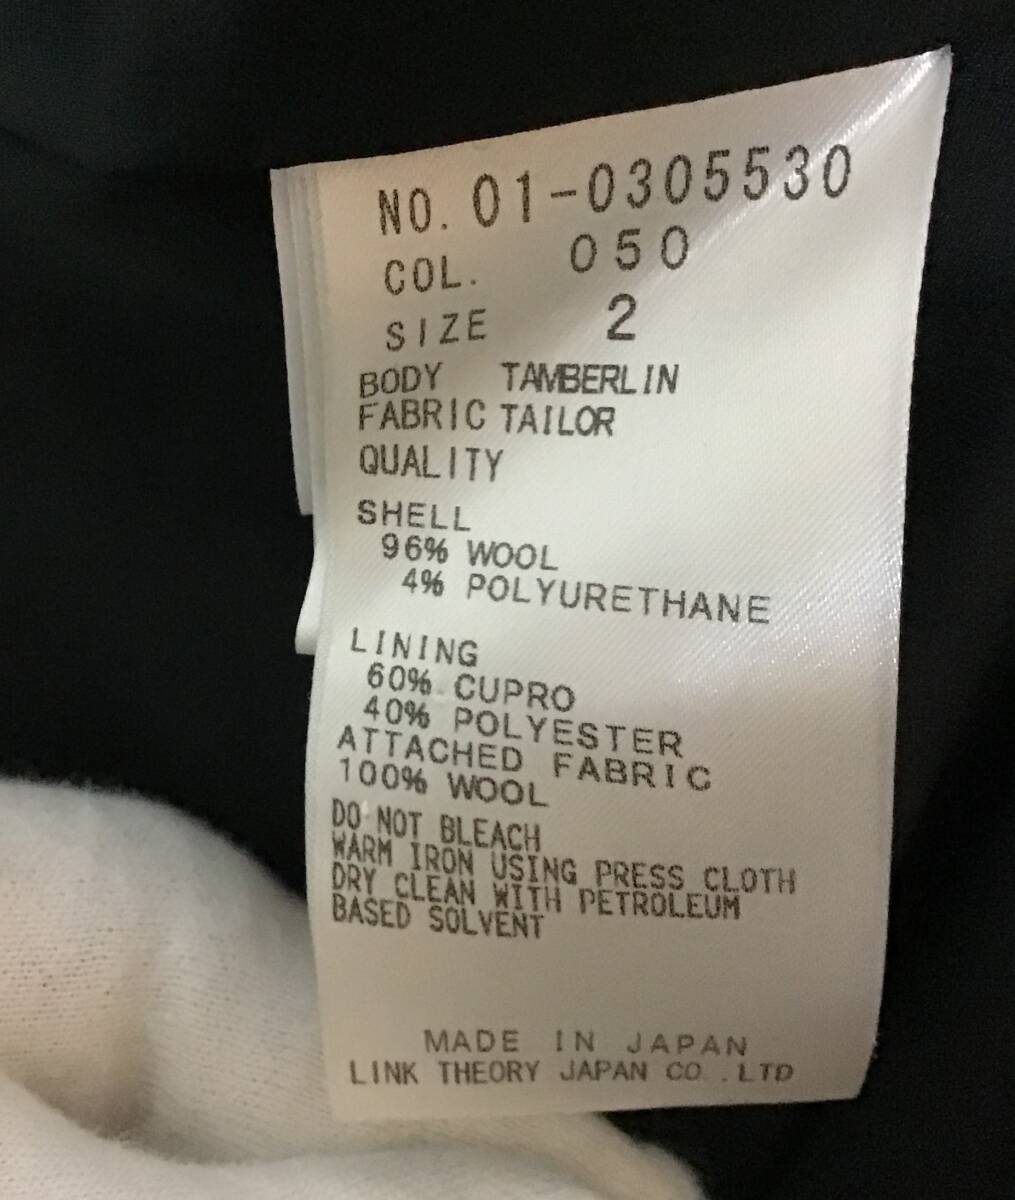 NO. 01-0305530
COL. 050
SIZE 2
BODY TAMBERLIN
FABRIC TAILOR
QUALITY
SHELL
96% WOOL
4% POLYURETHANE
LINING
60% CUPRO
40% POLYESTER
ATTACHED FABRIC
100% WOOL
DO NOT BLEACH
WARM IRON USING PRESS CLOTH
DRY CLEAN WITH PETROLEUM
BASED SOLVENT
MADE IN JAPAN
LINK THEORY JAPAN CO.,LTD